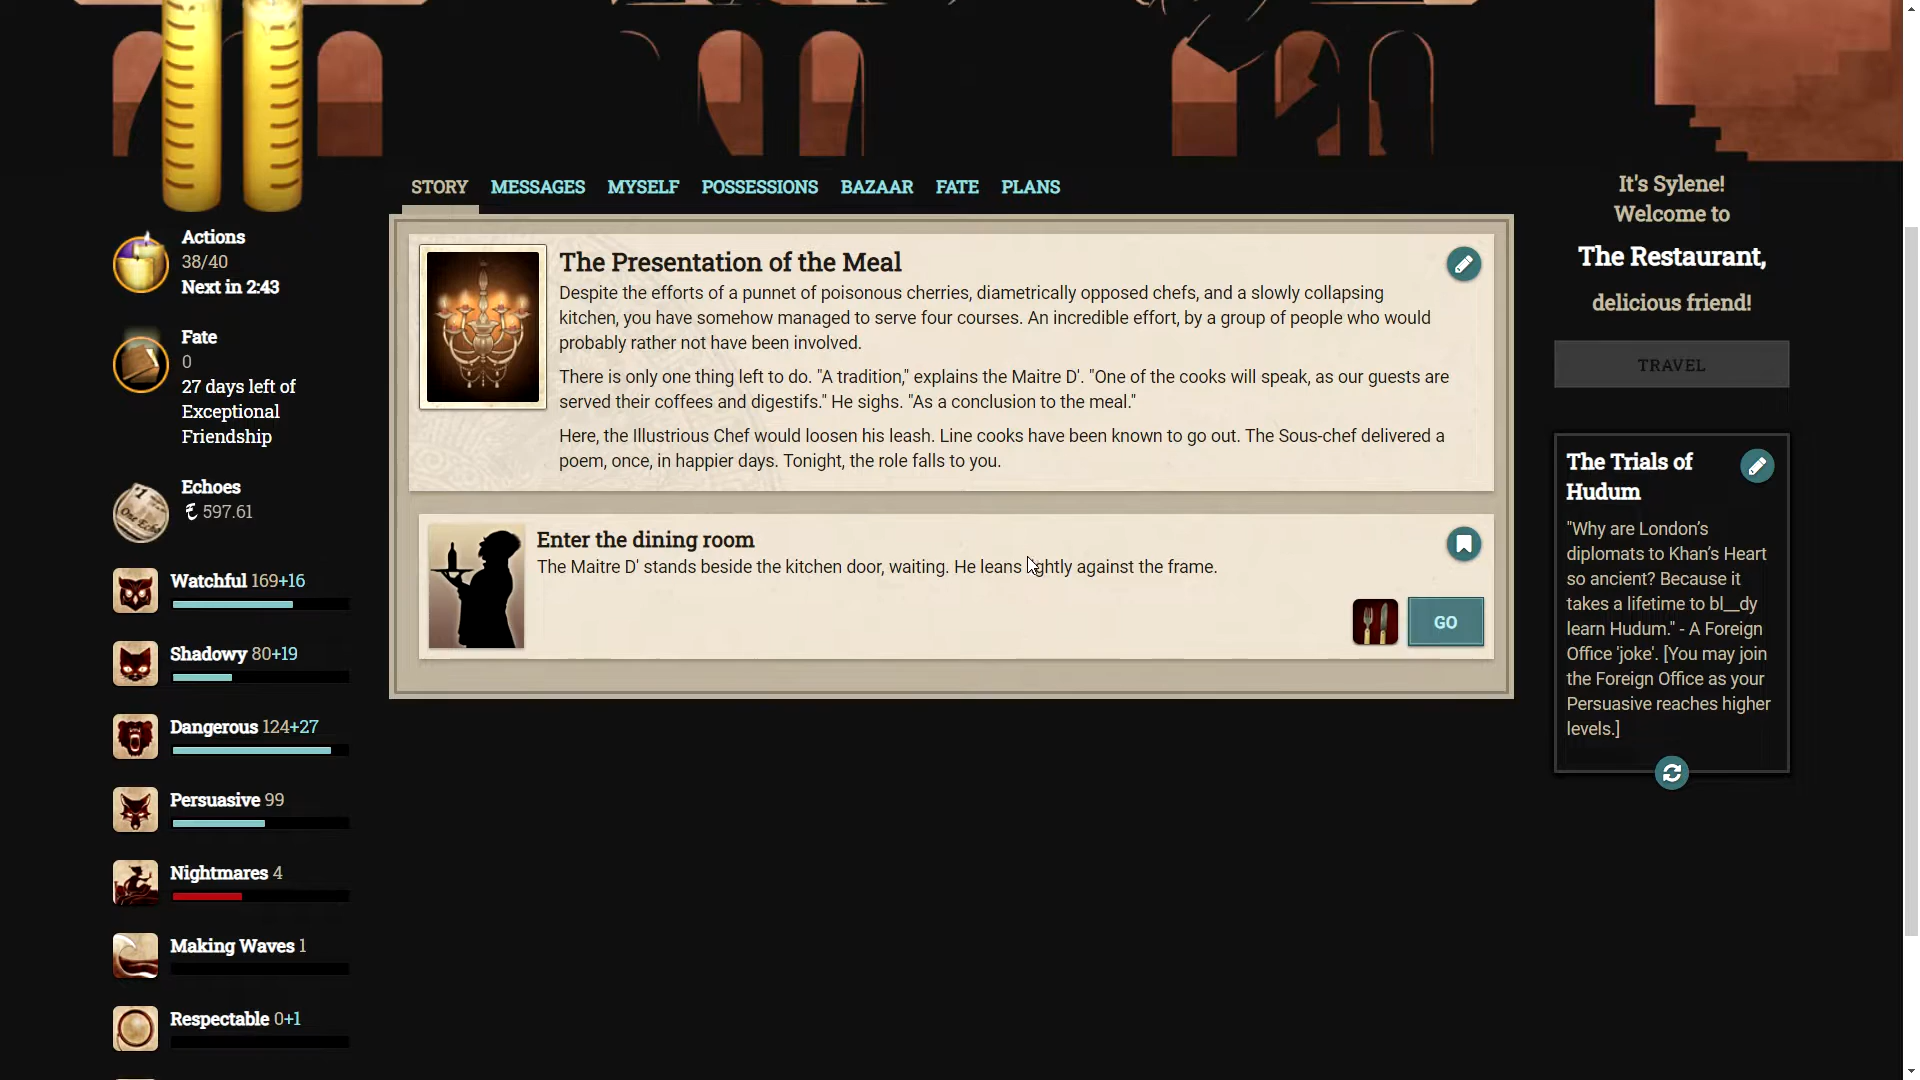 STORY MESSAGES MYSELF POSSESSIONS BAZAAR FATE PLANS
Actions
38/40
Next in 2:43
Fate
0
27 days left of
Exceptional
Friendship
Echoes
597.61
Watchful 169+16
Shadowy 80+19
Dangerous 124+27
Persuasive 99
Nightmares 4
Making Waves 1
Respectable 0+1
The Presentation of the Meal
Despite the efforts of a punnet of poisonous cherries, diametrically opposed chefs, and a slowly collapsing
kitchen, you have somehow managed to serve four courses. An incredible effort, by a group of people who would
probably rather not have been involved.
There is only one thing left to do. "A tradition," explains the Maitre D'. "One of the cooks will speak, as our guests are
served their coffees and digestifs." He sighs. "As a conclusion to the meal."
Here, the Illustrious Chef would loosen his leash. Line cooks have been known to go out. The Sous-chef delivered a
poem, once, in happier days. Tonight, the role falls to you.
Enter the dining room
The Maitre D' stands beside the kitchen door, waiting. He leans lightly against the frame.
GO
It's Sylene!
Welcome to
The Restaurant,
delicious friend!
TRAVEL
The Trials of
Hudum
"Why are London's
diplomats to Khan's Heart
so ancient? Because it
takes a lifetime to bl__dy
learn Hudum." - A Foreign
Office 'joke'. [You may join
the Foreign Office as your
Persuasive reaches higher
levels.]